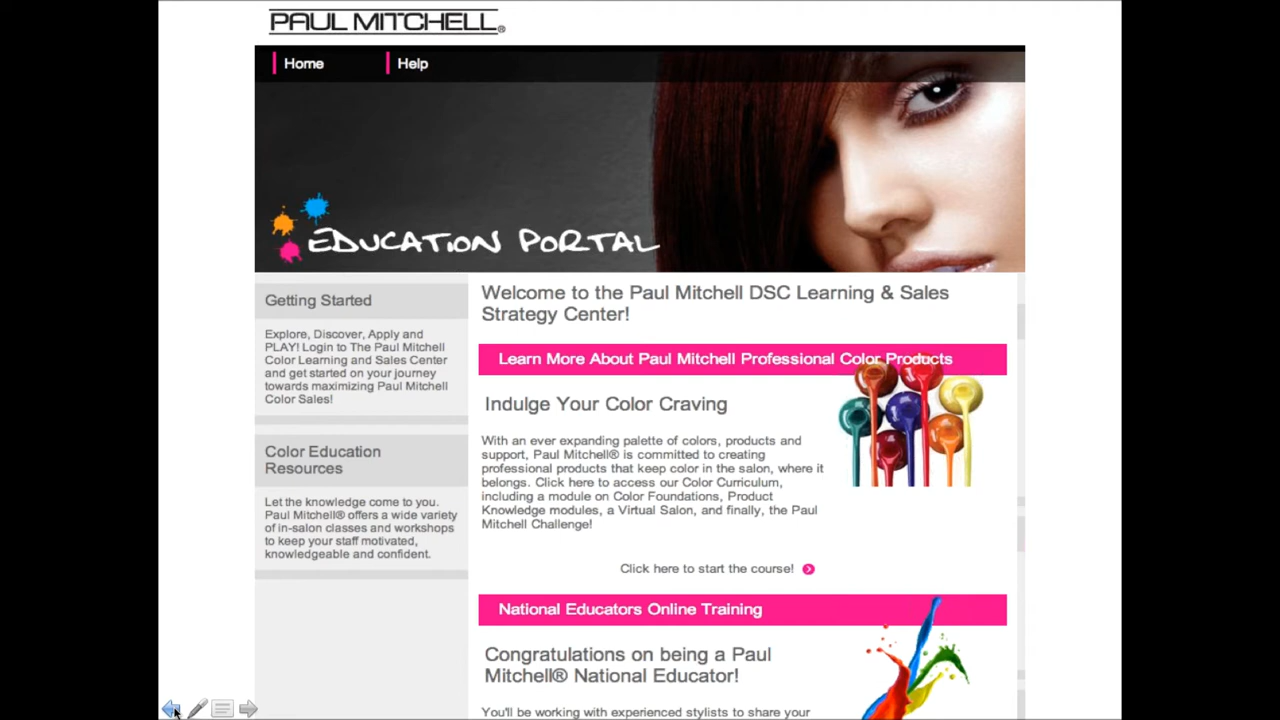 PAUL MITCHELL®
Home Help
EDUCATION PORTAL
Getting Started
Explore, Discover, Apply and
PLAY! Login to The Paul Mitchell
Color Learning and Sales Center
and get started on your journey
towards maximizing Paul Mitchell
Color Sales!
Color Education
Resources
Let the knowledge come to you.
Paul Mitchell® offers a wide variety
of in-salon classes and workshops
to keep your staff motivated,
knowledgeable and confident.
Welcome to the Paul Mitchell DSC Learning & Sales
Strategy Center!
Learn More About Paul Mitchell Professional Color Products
Indulge Your Color Craving
With an ever expanding palette of colors, products and
support, Paul Mitchell® is committed to creating
professional products that keep color in the salon, where it
belongs. Click here to access our Color Curriculum,
including a module on Color Foundations, Product
Knowledge modules, a Virtual Salon, and finally, the Paul
Mitchell Challenge!
Click here to start the course!
National Educators Online Training
Congratulations on being a Paul
Mitchell® National Educator!
You'll be working with experienced stylists to share your